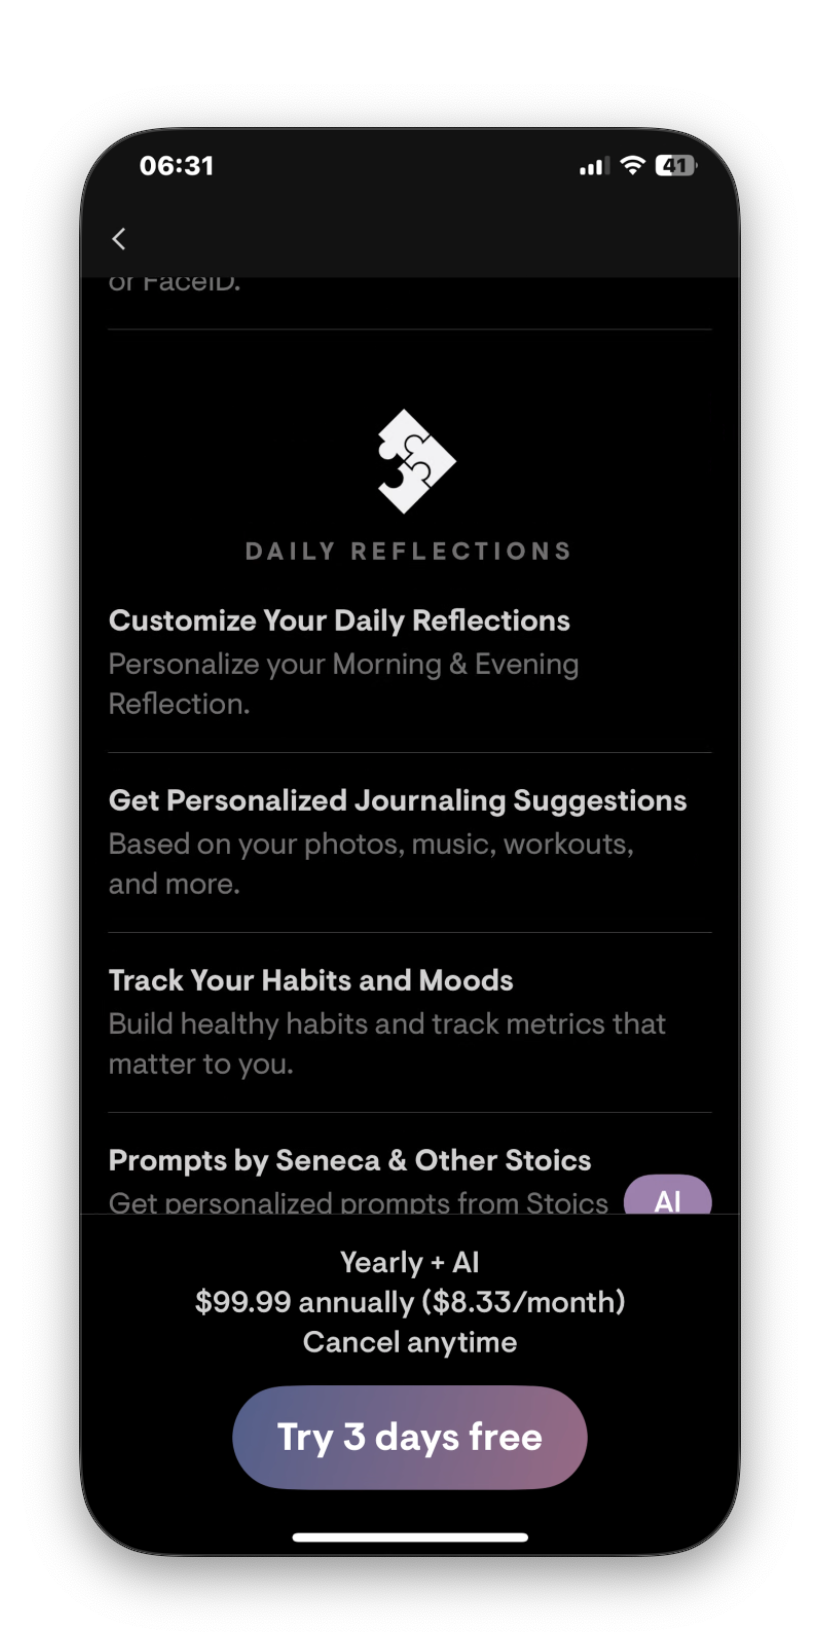 06:31
41
or FaceID.
DAILY REFLECTIONS
Customize Your Daily Reflections
Personalize your Morning & Evening
Reflection.
Get Personalized Journaling Suggestions
Based on your photos, music, workouts,
and more.
Track Your Habits and Moods
Build healthy habits and track metrics that
matter to you.
Prompts by Seneca & Other Stoics
Get personalized prompts from Stoics
AI
Yearly + AI
$99.99 annually ($8.33/month)
Cancel anytime
Try 3 days free